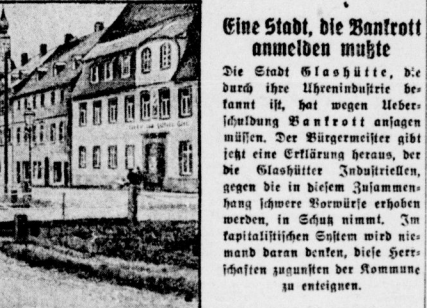 Eine Stadt, die Bankrott
anmelden mußte
Die Stadt Glashütte, die
durch ihre Uhrenindustrie be-
kannt ist, hat wegen Ueber-
schuldung Bankrott ansagen
müssen. Der Bürgermeister gibt
jetzt eine Erklärung heraus, der
die Glashütter Industriellen,
gegen die in diesem Zusammen-
hang schwere Vorwürfe erhoben
werden, in Schutz nimmt. Im
kapitalistischen System wird nie-
mand daran denken, diese Herr-
schaften zugunsten der Kommune
zu enteignen.